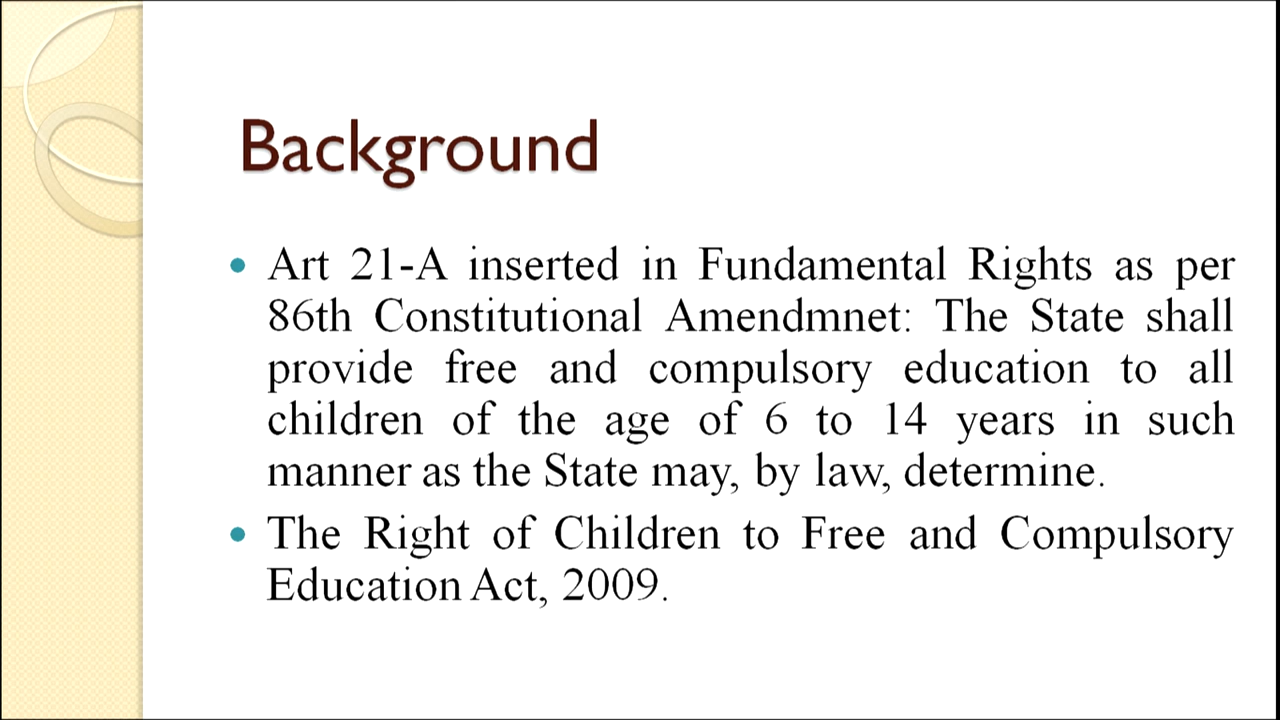 Background
• Art 21-A inserted in Fundamental Rights as per
86th Constitutional Amendmnet: The State shall
provide free and compulsory education to all
children of the age of 6 to 14 years in such
manner as the State may, by law, determine.
• The Right of Children to Free and Compulsory
Education Act, 2009.